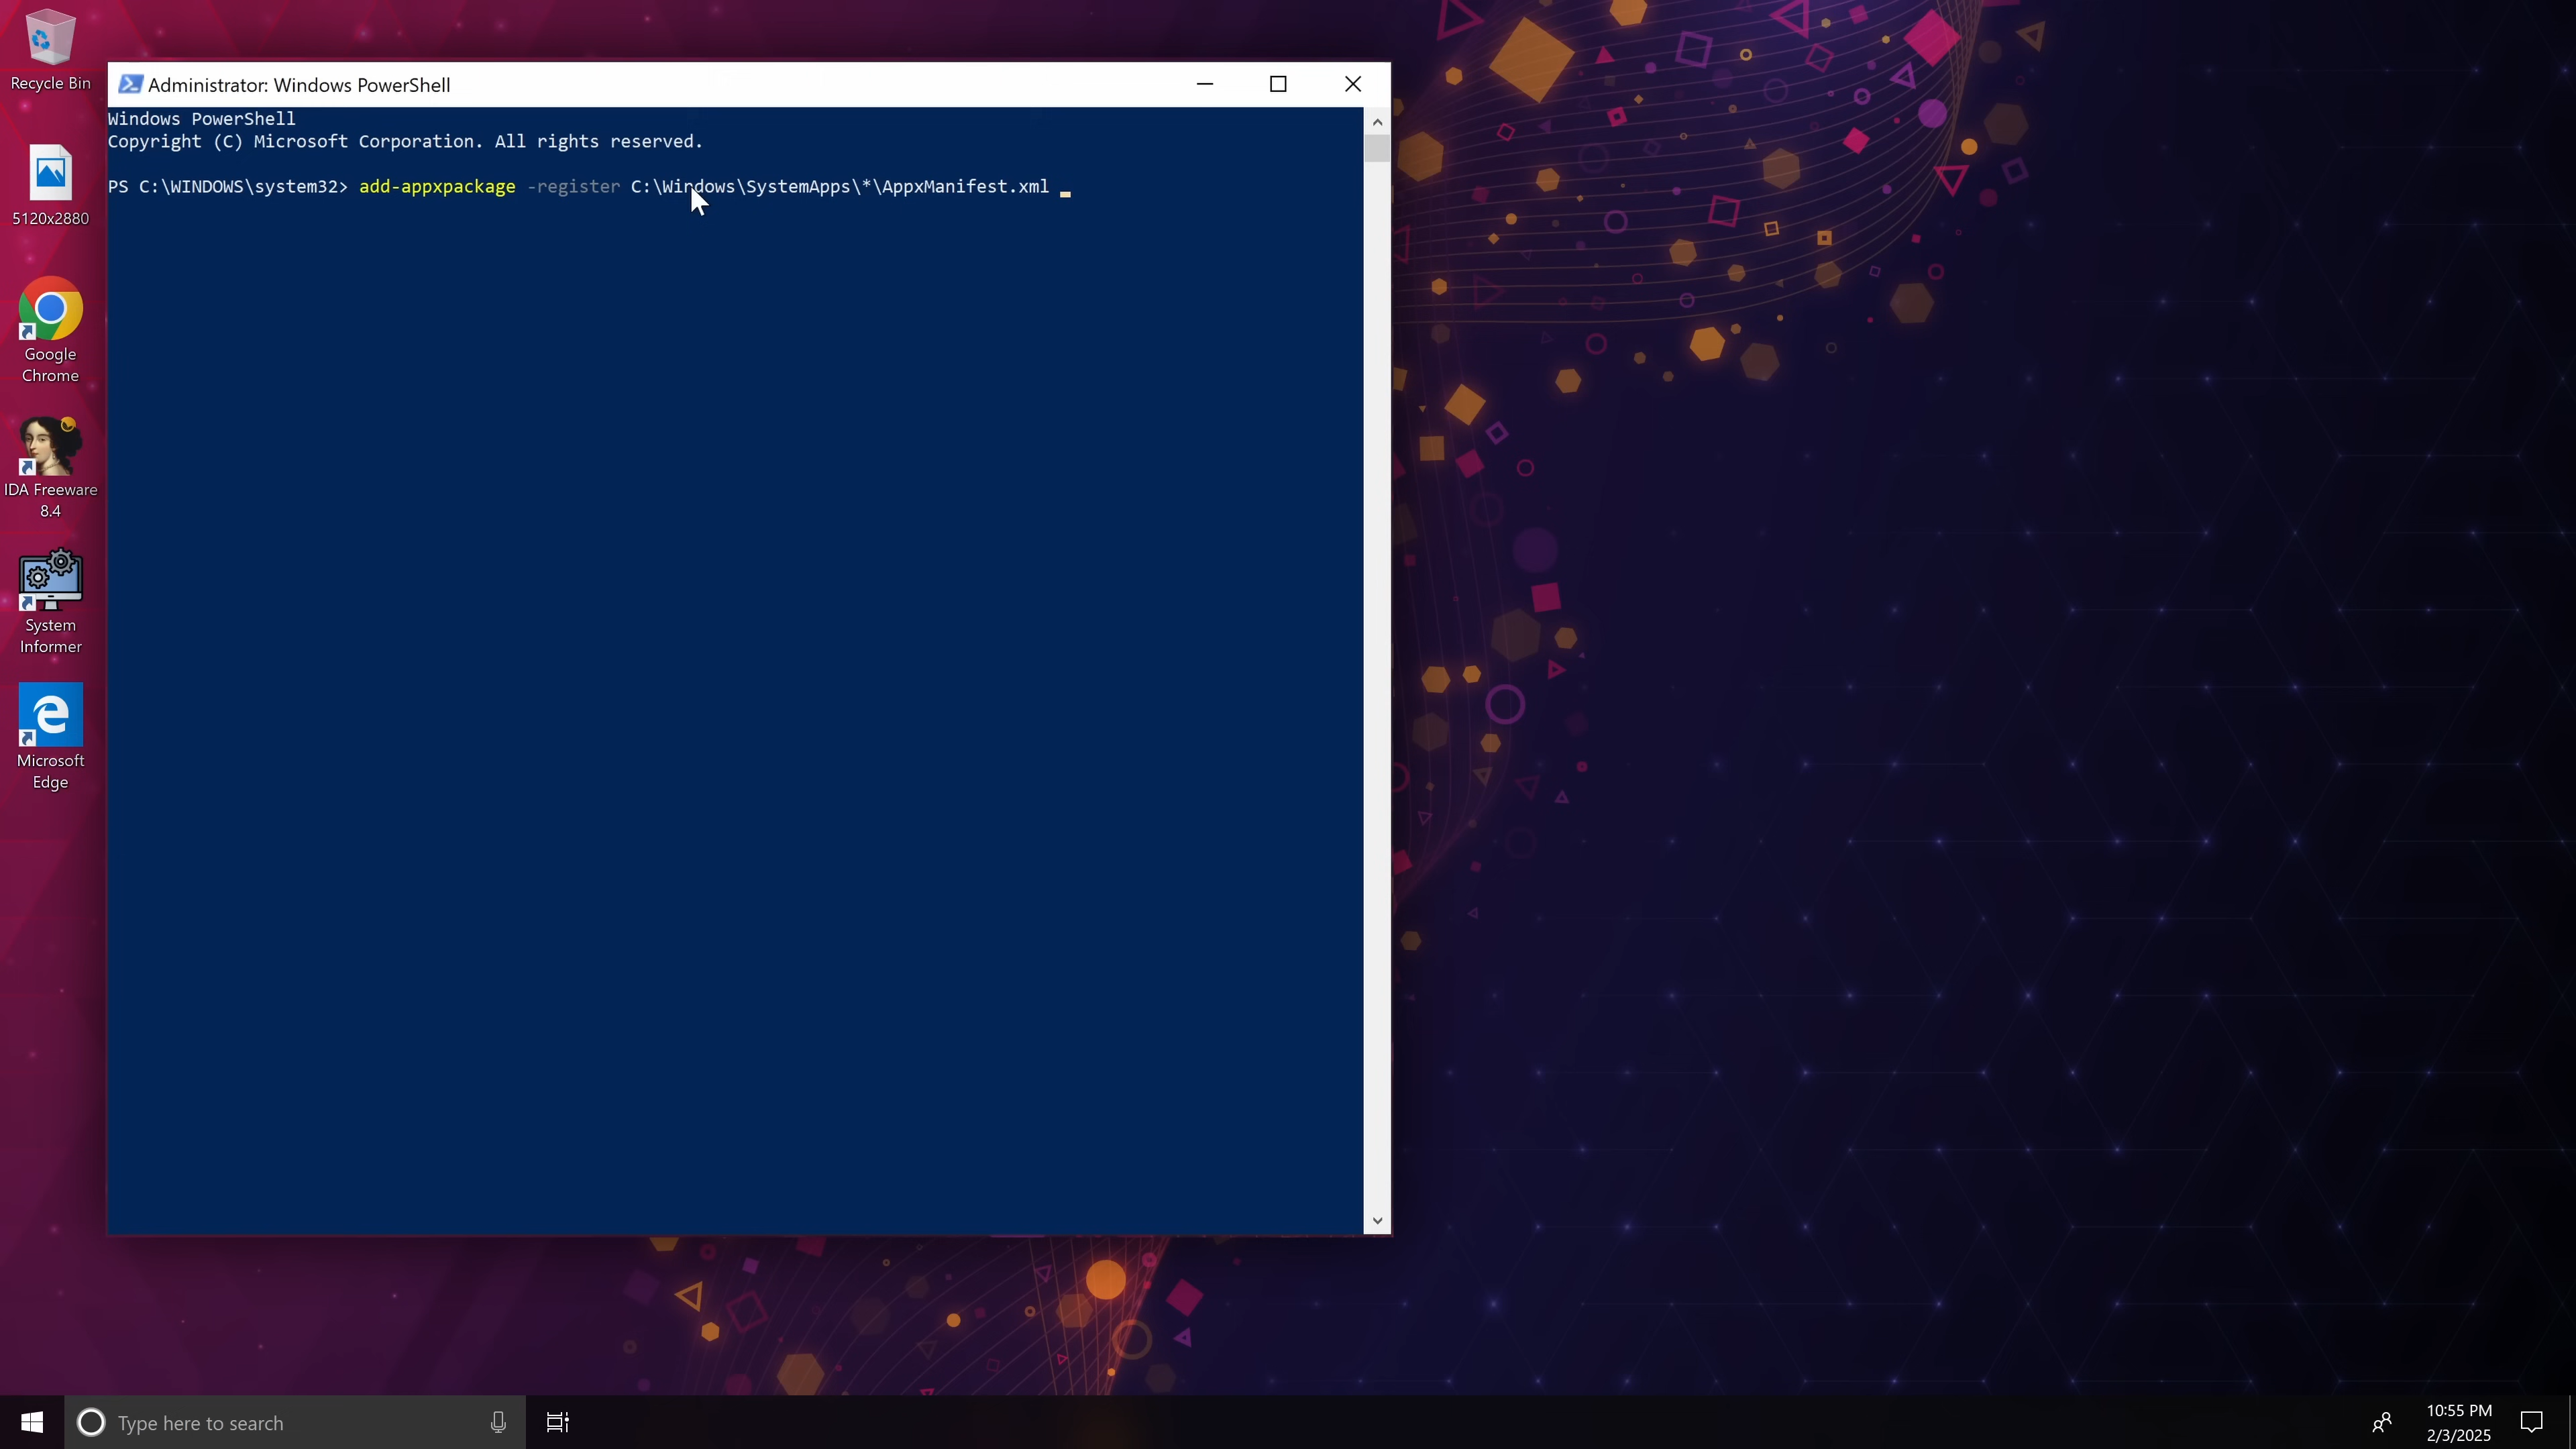 Recycle Bin
5120x2880
Google
Chrome
IDA Freeware
8.4
System
Informer
Microsoft
Edge
Administrator: Windows PowerShell
Windows PowerShell
Copyright (C) Microsoft Corporation. All rights reserved.
PS C:\WINDOWS\system32> add-appxpackage -register C:\Windows\SystemApps\*\AppxManifest.xml
Type here to search
10:55 PM
2/3/2025